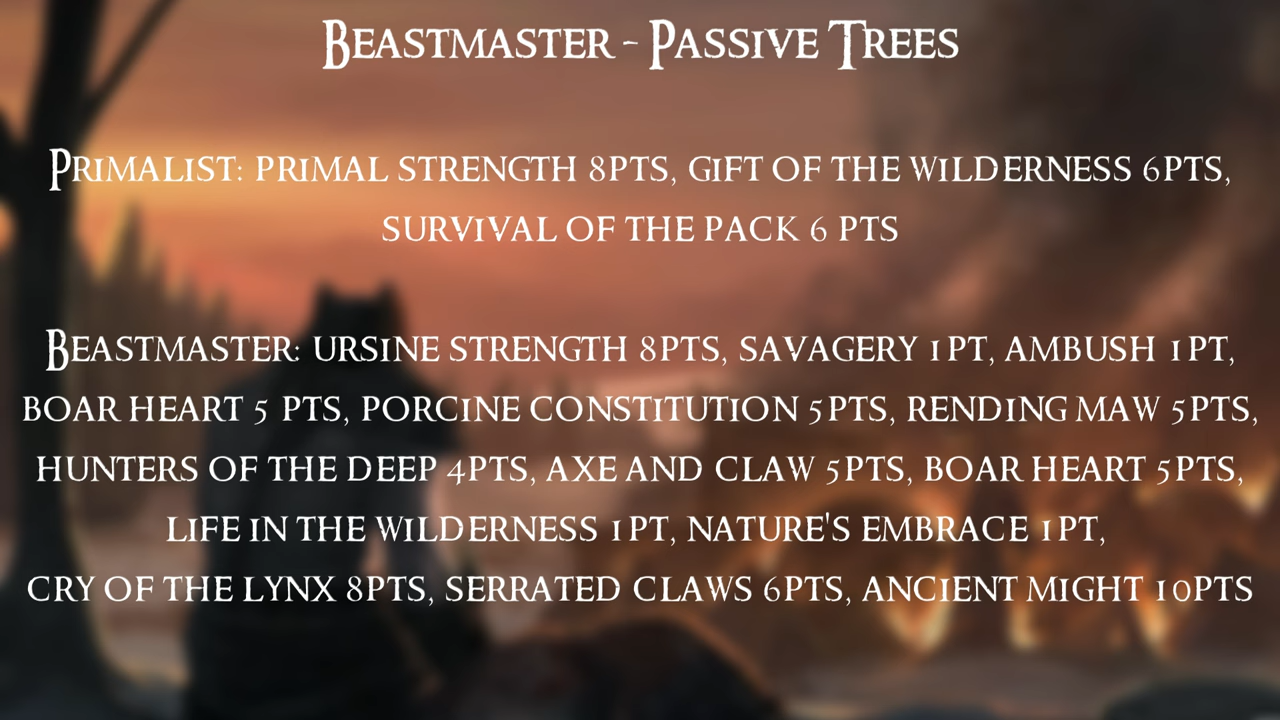 Beastmaster - Passive Trees
Primalist: primal strength 8pts, gift of the wilderness 6pts,
survival of the pack 6 pts
Beastmaster: ursine strength 8pts, savagery 1pt, ambush 1pt,
boar heart 5 pts, porcine constitution 5pts, rending maw 5pts,
hunters of the deep 4pts, axe and claw 5pts, boar heart 5pts,
life in the wilderness 1pt, nature's embrace 1pt,
cry of the lynx 8pts, serrated claws 6pts, ancient might 10pts